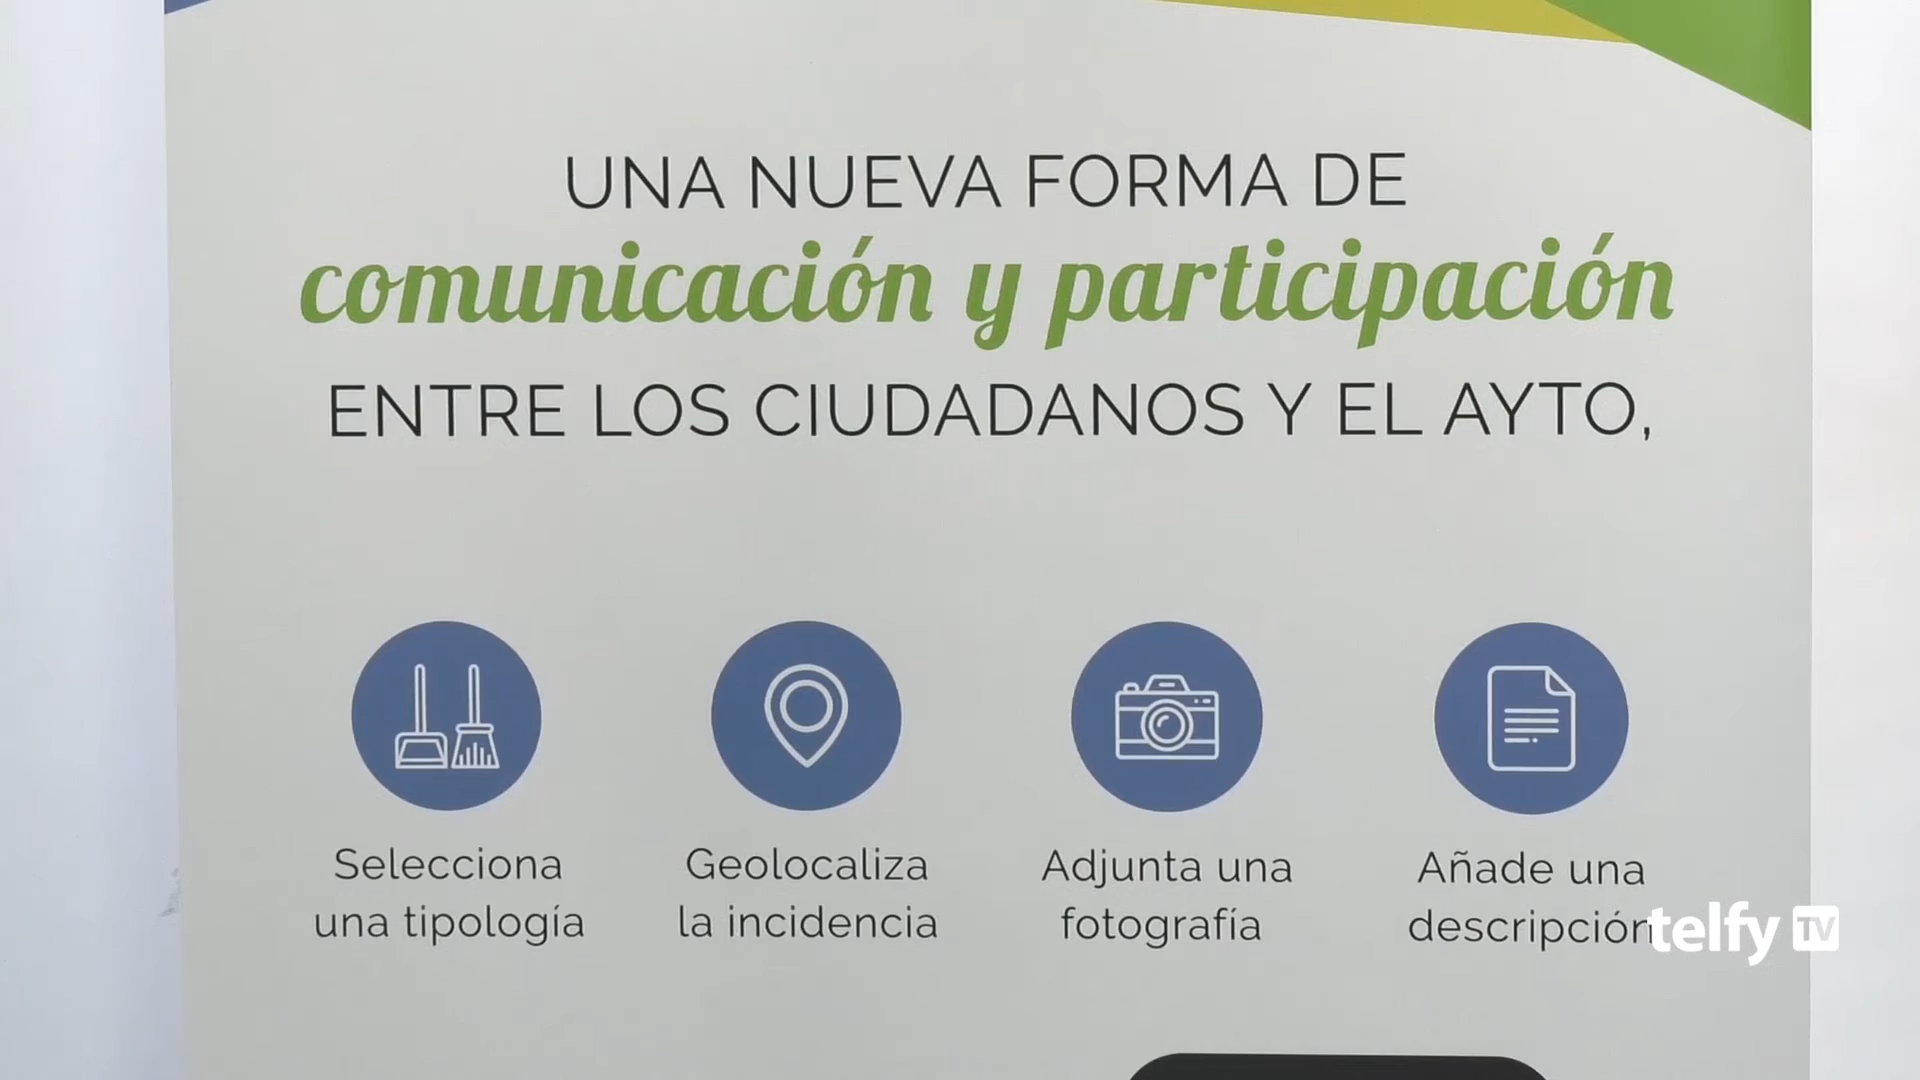 UNA NUEVA FORMA DE
comunicación y participación
ENTRE LOS CIUDADANOS Y EL AYTO,
Selecciona
una tipología
Geolocaliza
la incidencia
Adjunta una
fotografía
Añade una
descripción
telfy TV